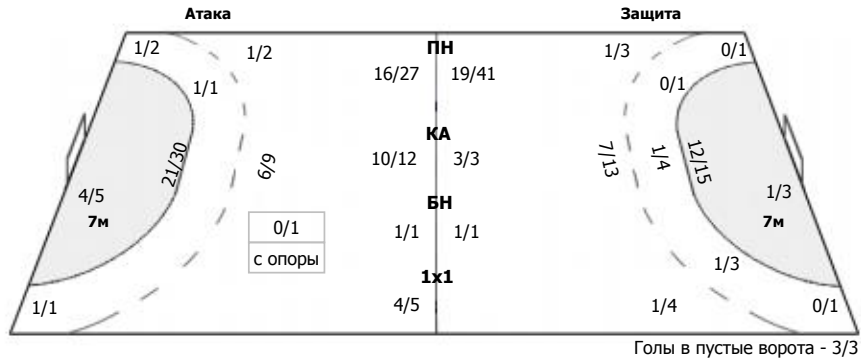 Атака Защита
1/2 1/2 ПН 1/3 0/1
1/1 16/27 19/41 0/1
КА
21/30 6/9 10/12 3/3 7/13 1/4 12/15
4/5 1/3
7м БН 7м
0/1 1/1 1/1
с опоры 1/3
1x1
1/1 4/5 1/4 0/1
Голы в пустые ворота - 3/3